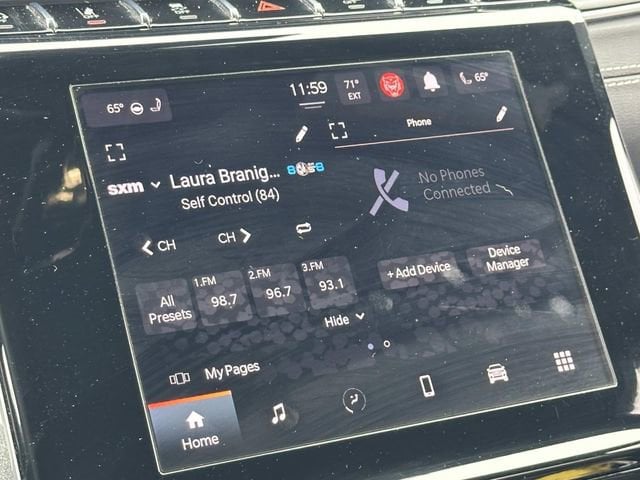 11:59
71°
EXT
65°
65°
Phone
sxm
Laura Branig...
Self Control (84)
No Phones
Connected
CH
CH
All
Presets
1.FM
98.7
2.FM
96.7
3.FM
93.1
+ Add Device
Device
Manager
Hide
My Pages
Home